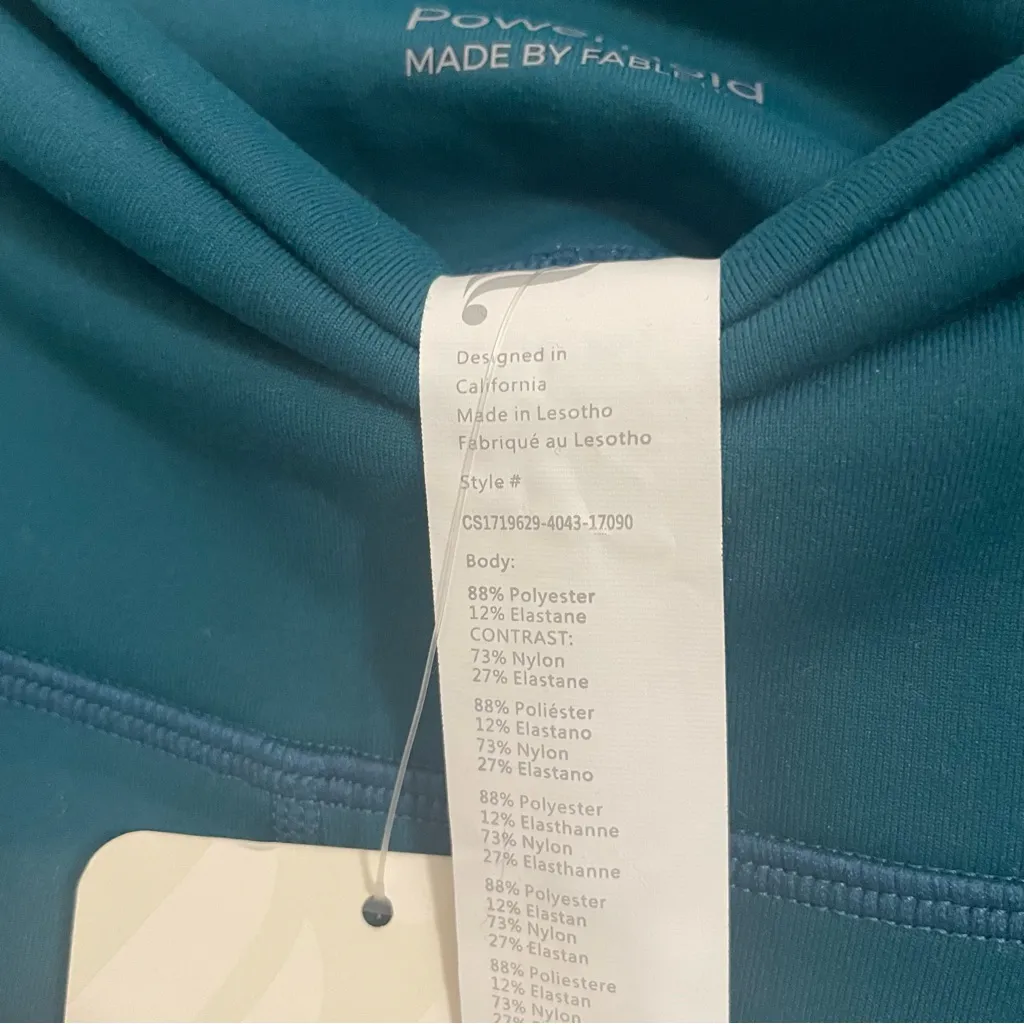 MADE BY
Designed in
California
Made in Lesotho
Fabriqué au Lesotho
Style #
CS1719629-4043-17090
Body:
88% Polyester
12% Elastane
CONTRAST:
73% Nylon
27% Elastane
88% Poliéster
12% Elastano
73% Nylon
27% Elastano
88% Polyester
12% Elasthanne
73% Nylon
27% Elasthanne
88% Polyester
12% Elastan
73% Nylon
27% Elastan
88% Poliestere
12% Elastan
73% Nylon
27%